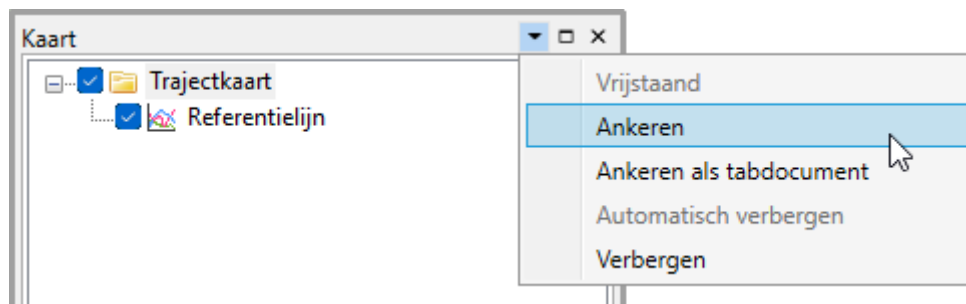 Kaart
Trajectkaart
Referentielijn
Vrijstaand
Ankeren
Ankeren als tabdocument
Automatisch verbergen
Verbergen